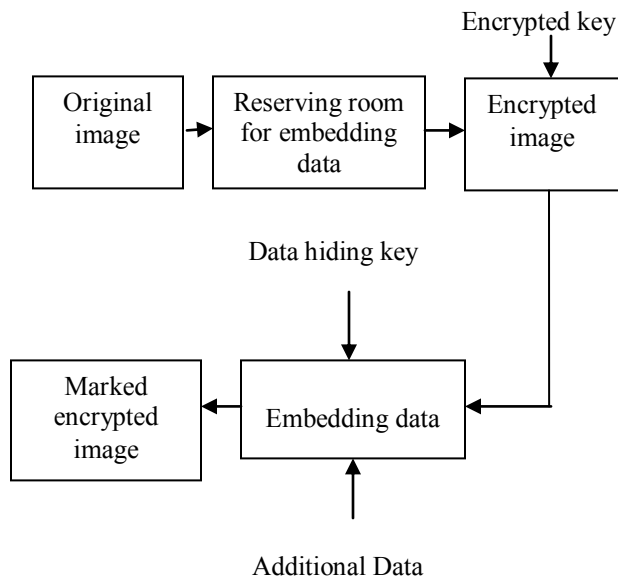 Encrypted key
Original
image
Reserving room
for embedding
data
Encrypted
image
Data hiding key
Marked
encrypted
image
Embedding data
Additional Data